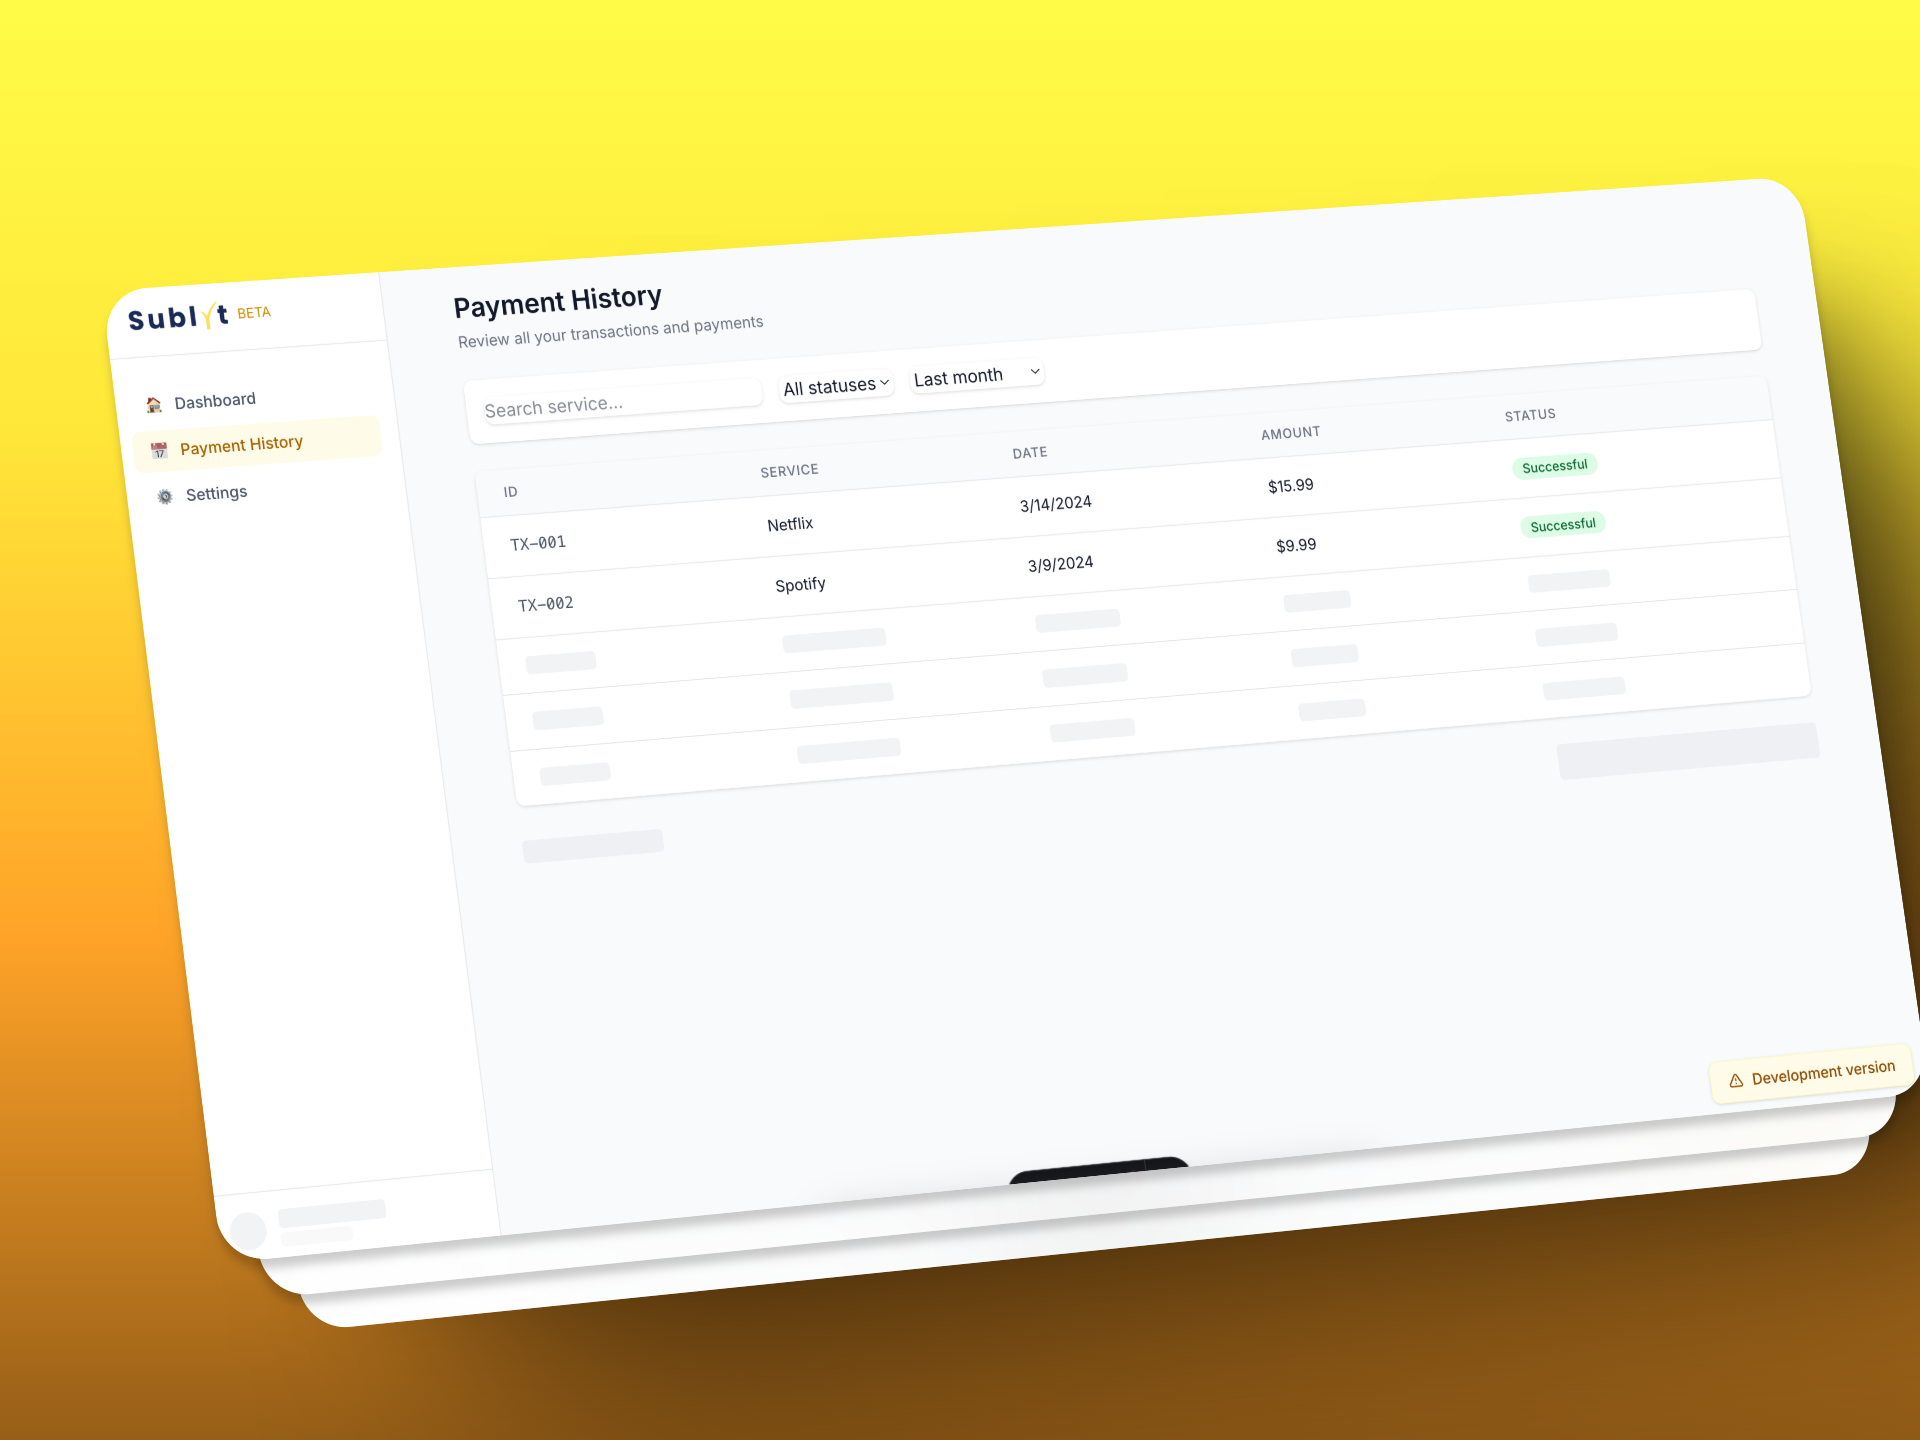 Sublyt BETA
Dashboard
Payment History
Settings
Payment History
Review all your transactions and payments
Search service... All statuses Last month
ID SERVICE DATE AMOUNT STATUS
TX-001 Netflix 3/14/2024 $15.99 Successful
TX-002 Spotify 3/9/2024 $9.99 Successful
Development version